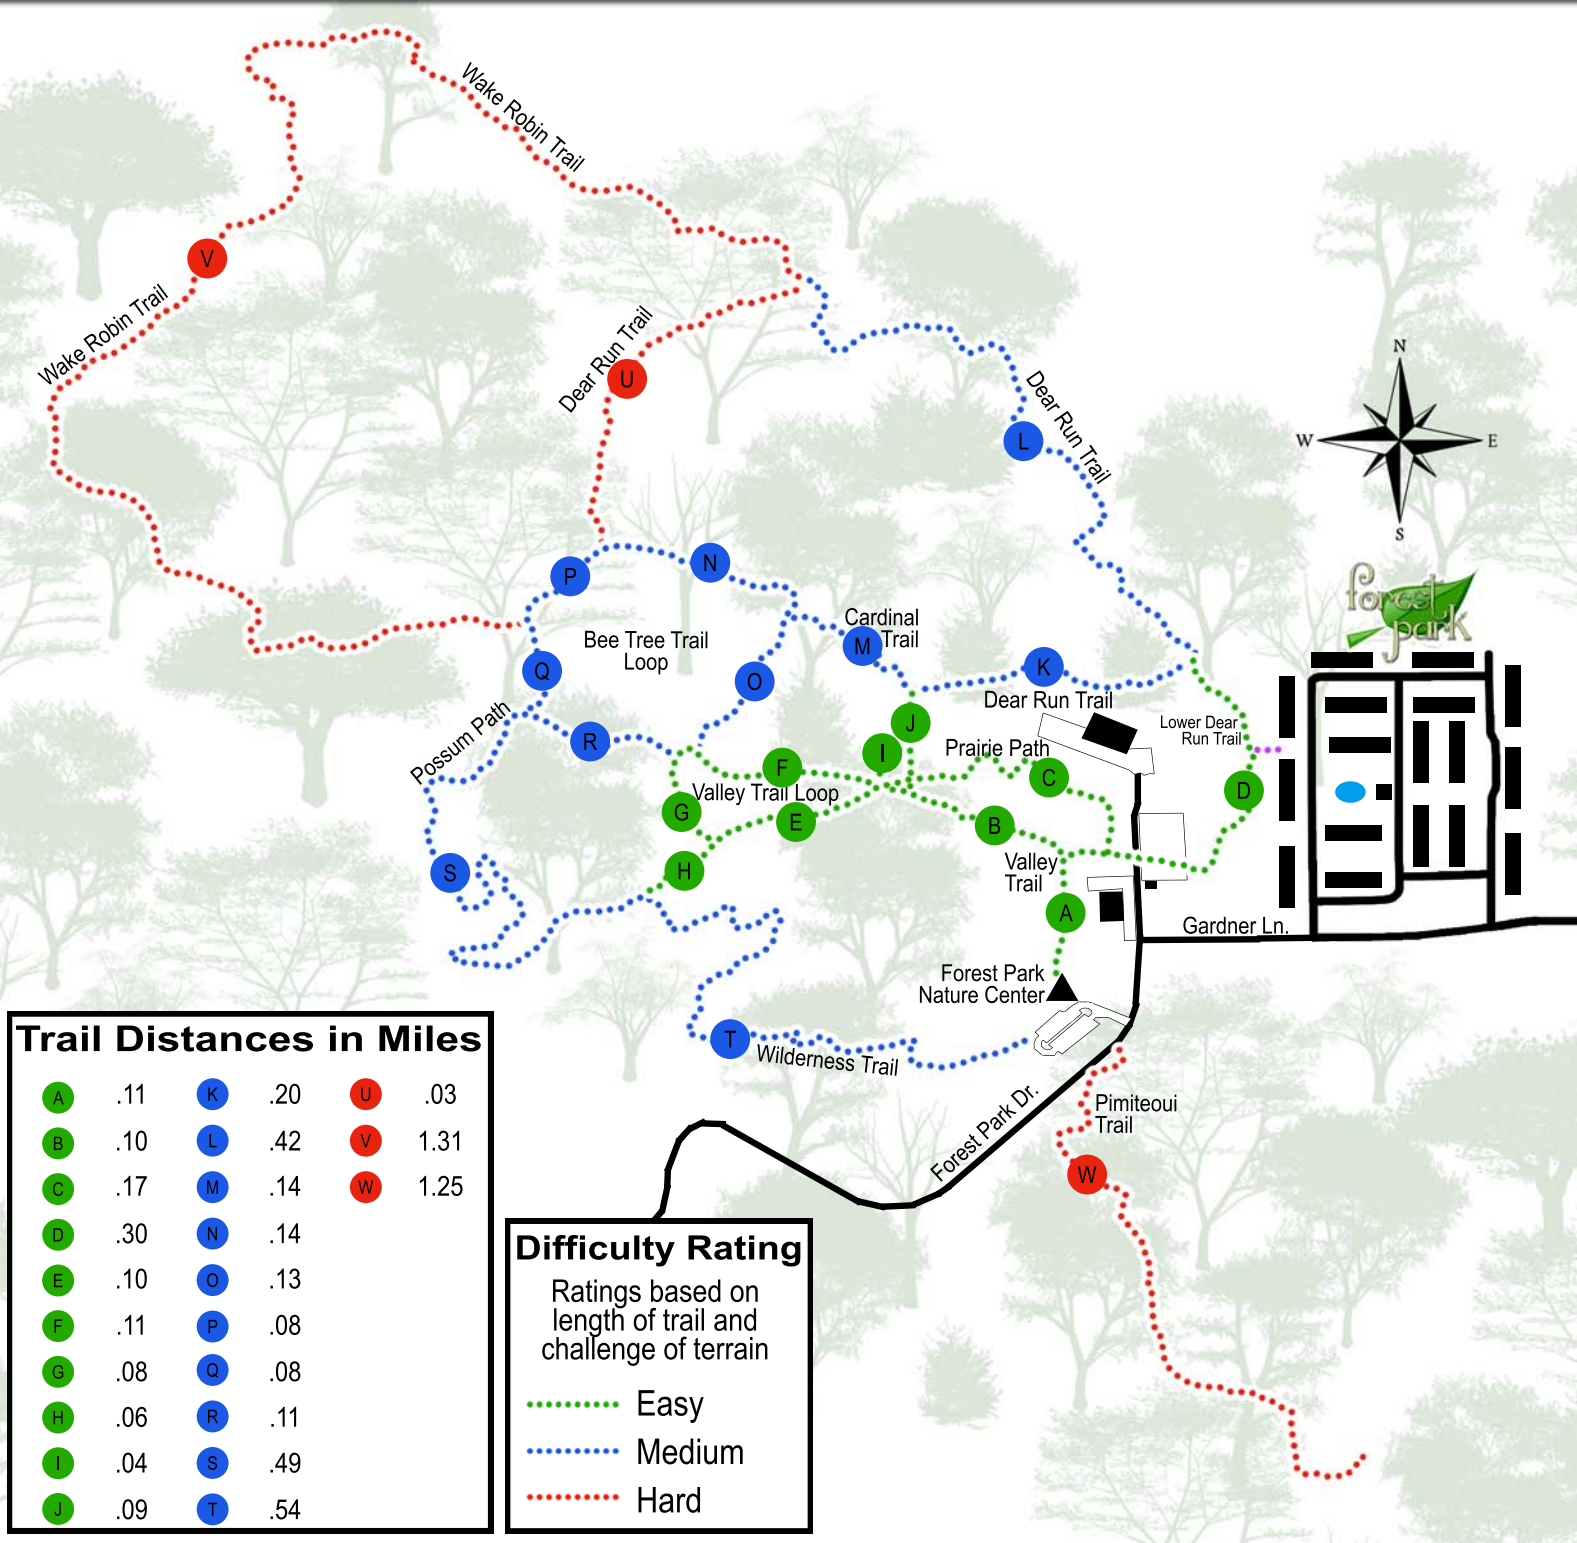 Wake Robin Trail
V
Wake Robin Trail
Dear Run Trail
U
Dear Run Trail
L
N
W
E
S
forest
park
P
N
Cardinal
Trail
M
Bee Tree Trail
Loop
Q
O
K
Dear Run Trail
Possum Path
R
J
I
Prairie Path
Lower Dear
Run Trail
F
C
D
Valley Trail Loop
G
E
B
H
S
Valley
Trail
A
Gardner Ln.
Forest Park
Nature Center
T
Wilderness Trail
Forest Park Dr.
Pimiteoui
Trail
W
Trail Distances in Miles
A .11 K .20 U .03
B .10 L .42 V 1.31
C .17 M .14 W 1.25
D .30 N .14
E .10 O .13
F .11 P .08
G .08 Q .08
H .06 R .11
I .04 S .49
J .09 T .54
Difficulty Rating
Ratings based on
length of trail and
challenge of terrain
Easy
Medium
Hard